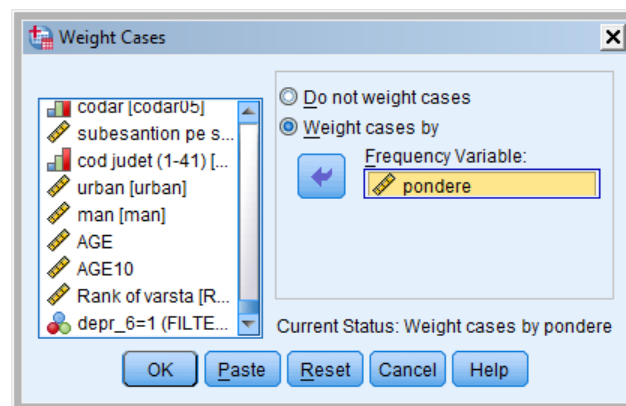 Weight Cases
codar [codar05]
subesantion pe s...
cod judet (1-41) [...
urban [urban]
man [man]
AGE
AGE10
Rank of varsta [R...
depr_6=1 (FILTE...
Do not weight cases
Weight cases by
Frequency Variable:
pondere
Current Status: Weight cases by pondere
OK
Paste
Reset
Cancel
Help